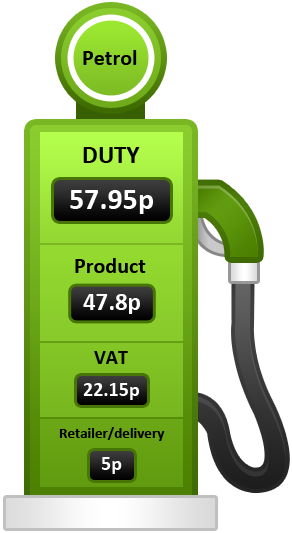 Petrol
DUTY
57.95p
Product
47.8p
VAT
22.15p
Retailer/delivery
5p